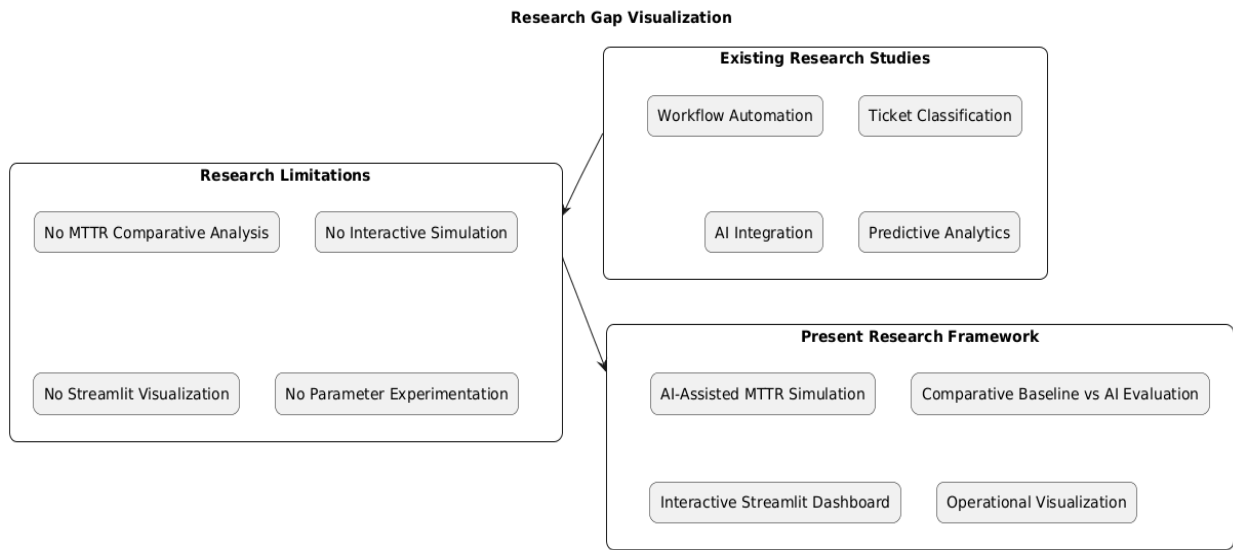 Research Gap Visualization
Existing Research Studies
Workflow Automation
Ticket Classification
AI Integration
Predictive Analytics
Research Limitations
No MTTR Comparative Analysis
No Interactive Simulation
No Streamlit Visualization
No Parameter Experimentation
Present Research Framework
AI-Assisted MTTR Simulation
Comparative Baseline vs AI Evaluation
Interactive Streamlit Dashboard
Operational Visualization